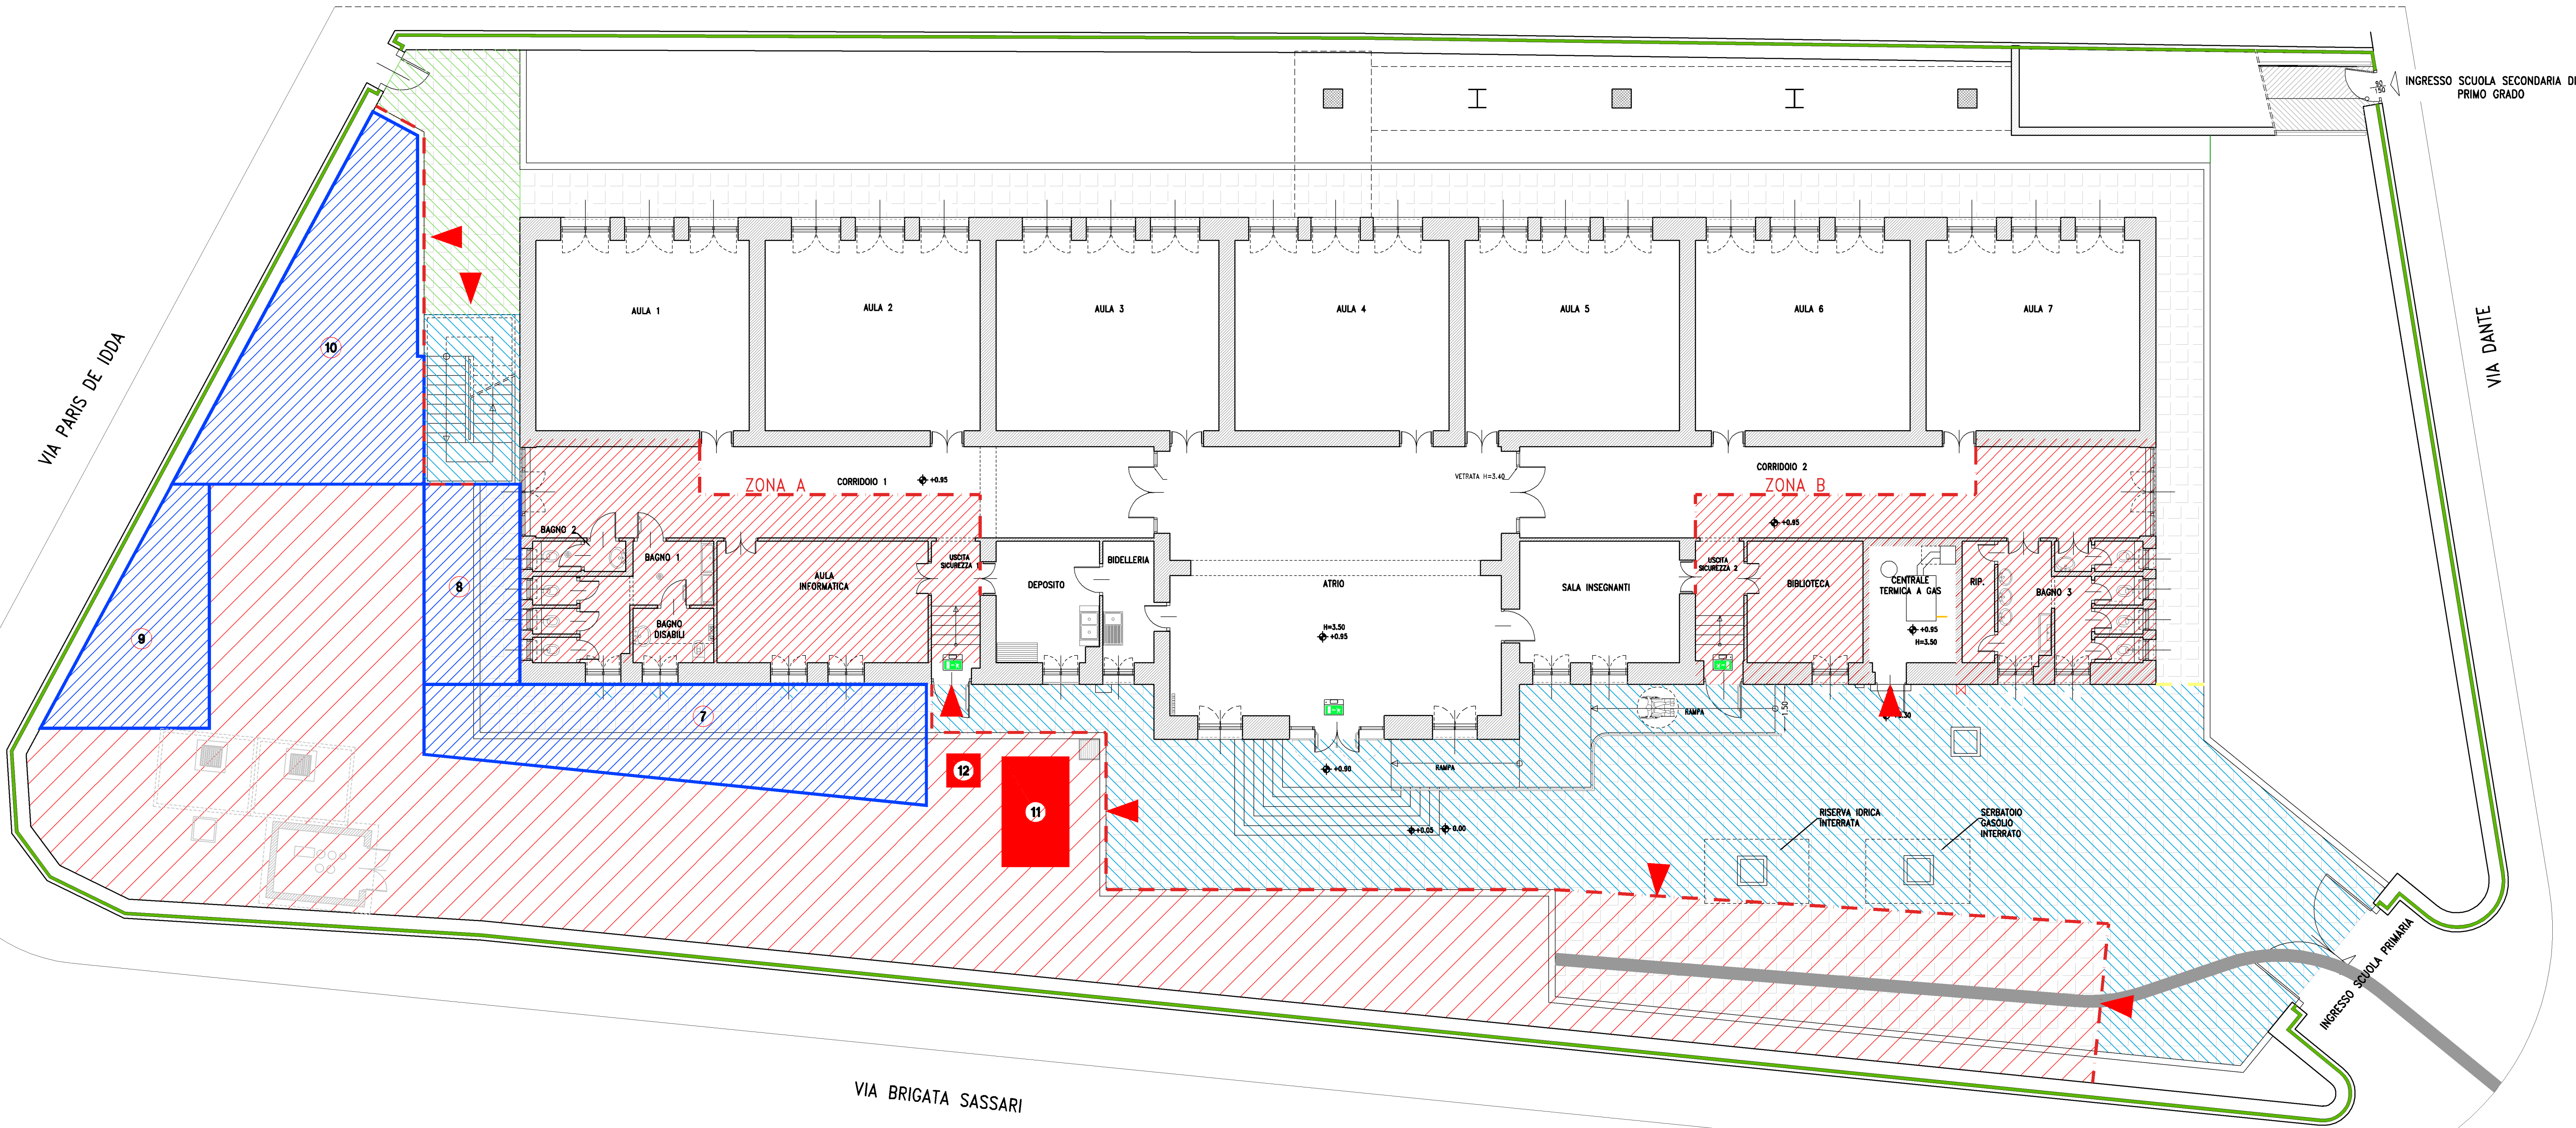 INGRESSO SCUOLA SECONDARIA DI
PRIMO GRADO
90
150
VIA PARIS DE IDDA
VIA DANTE
10
AULA 1
AULA 2
AULA 3
AULA 4
AULA 5
AULA 6
AULA 7
ZONA A
CORRIDOIO 1
+0.95
VETRATA H=3.40
CORRIDOIO 2
ZONA B
+0.95
BAGNO 2
BAGNO 1
AULA
INFORMATICA
USCITA
SICUREZZA 1
DEPOSITO
BIDELLERIA
ATRIO
H=3.50
+0.95
SALA INSEGNANTI
USCITA
SICUREZZA 2
BIBLIOTECA
CENTRALE
TERMICA A GAS
+0.95
H=3.50
RIP.
BAGNO 3
BAGNO
DISABILI
8
9
7
12
11
RAMPA
1.50
+0.90
RAMPA
+0.05
0.00
RISERVA IDRICA
INTERRATA
SERBATOIO
GASOLIO
INTERRATO
INGRESSO SCUOLA PRIMARIA
VIA BRIGATA SASSARI